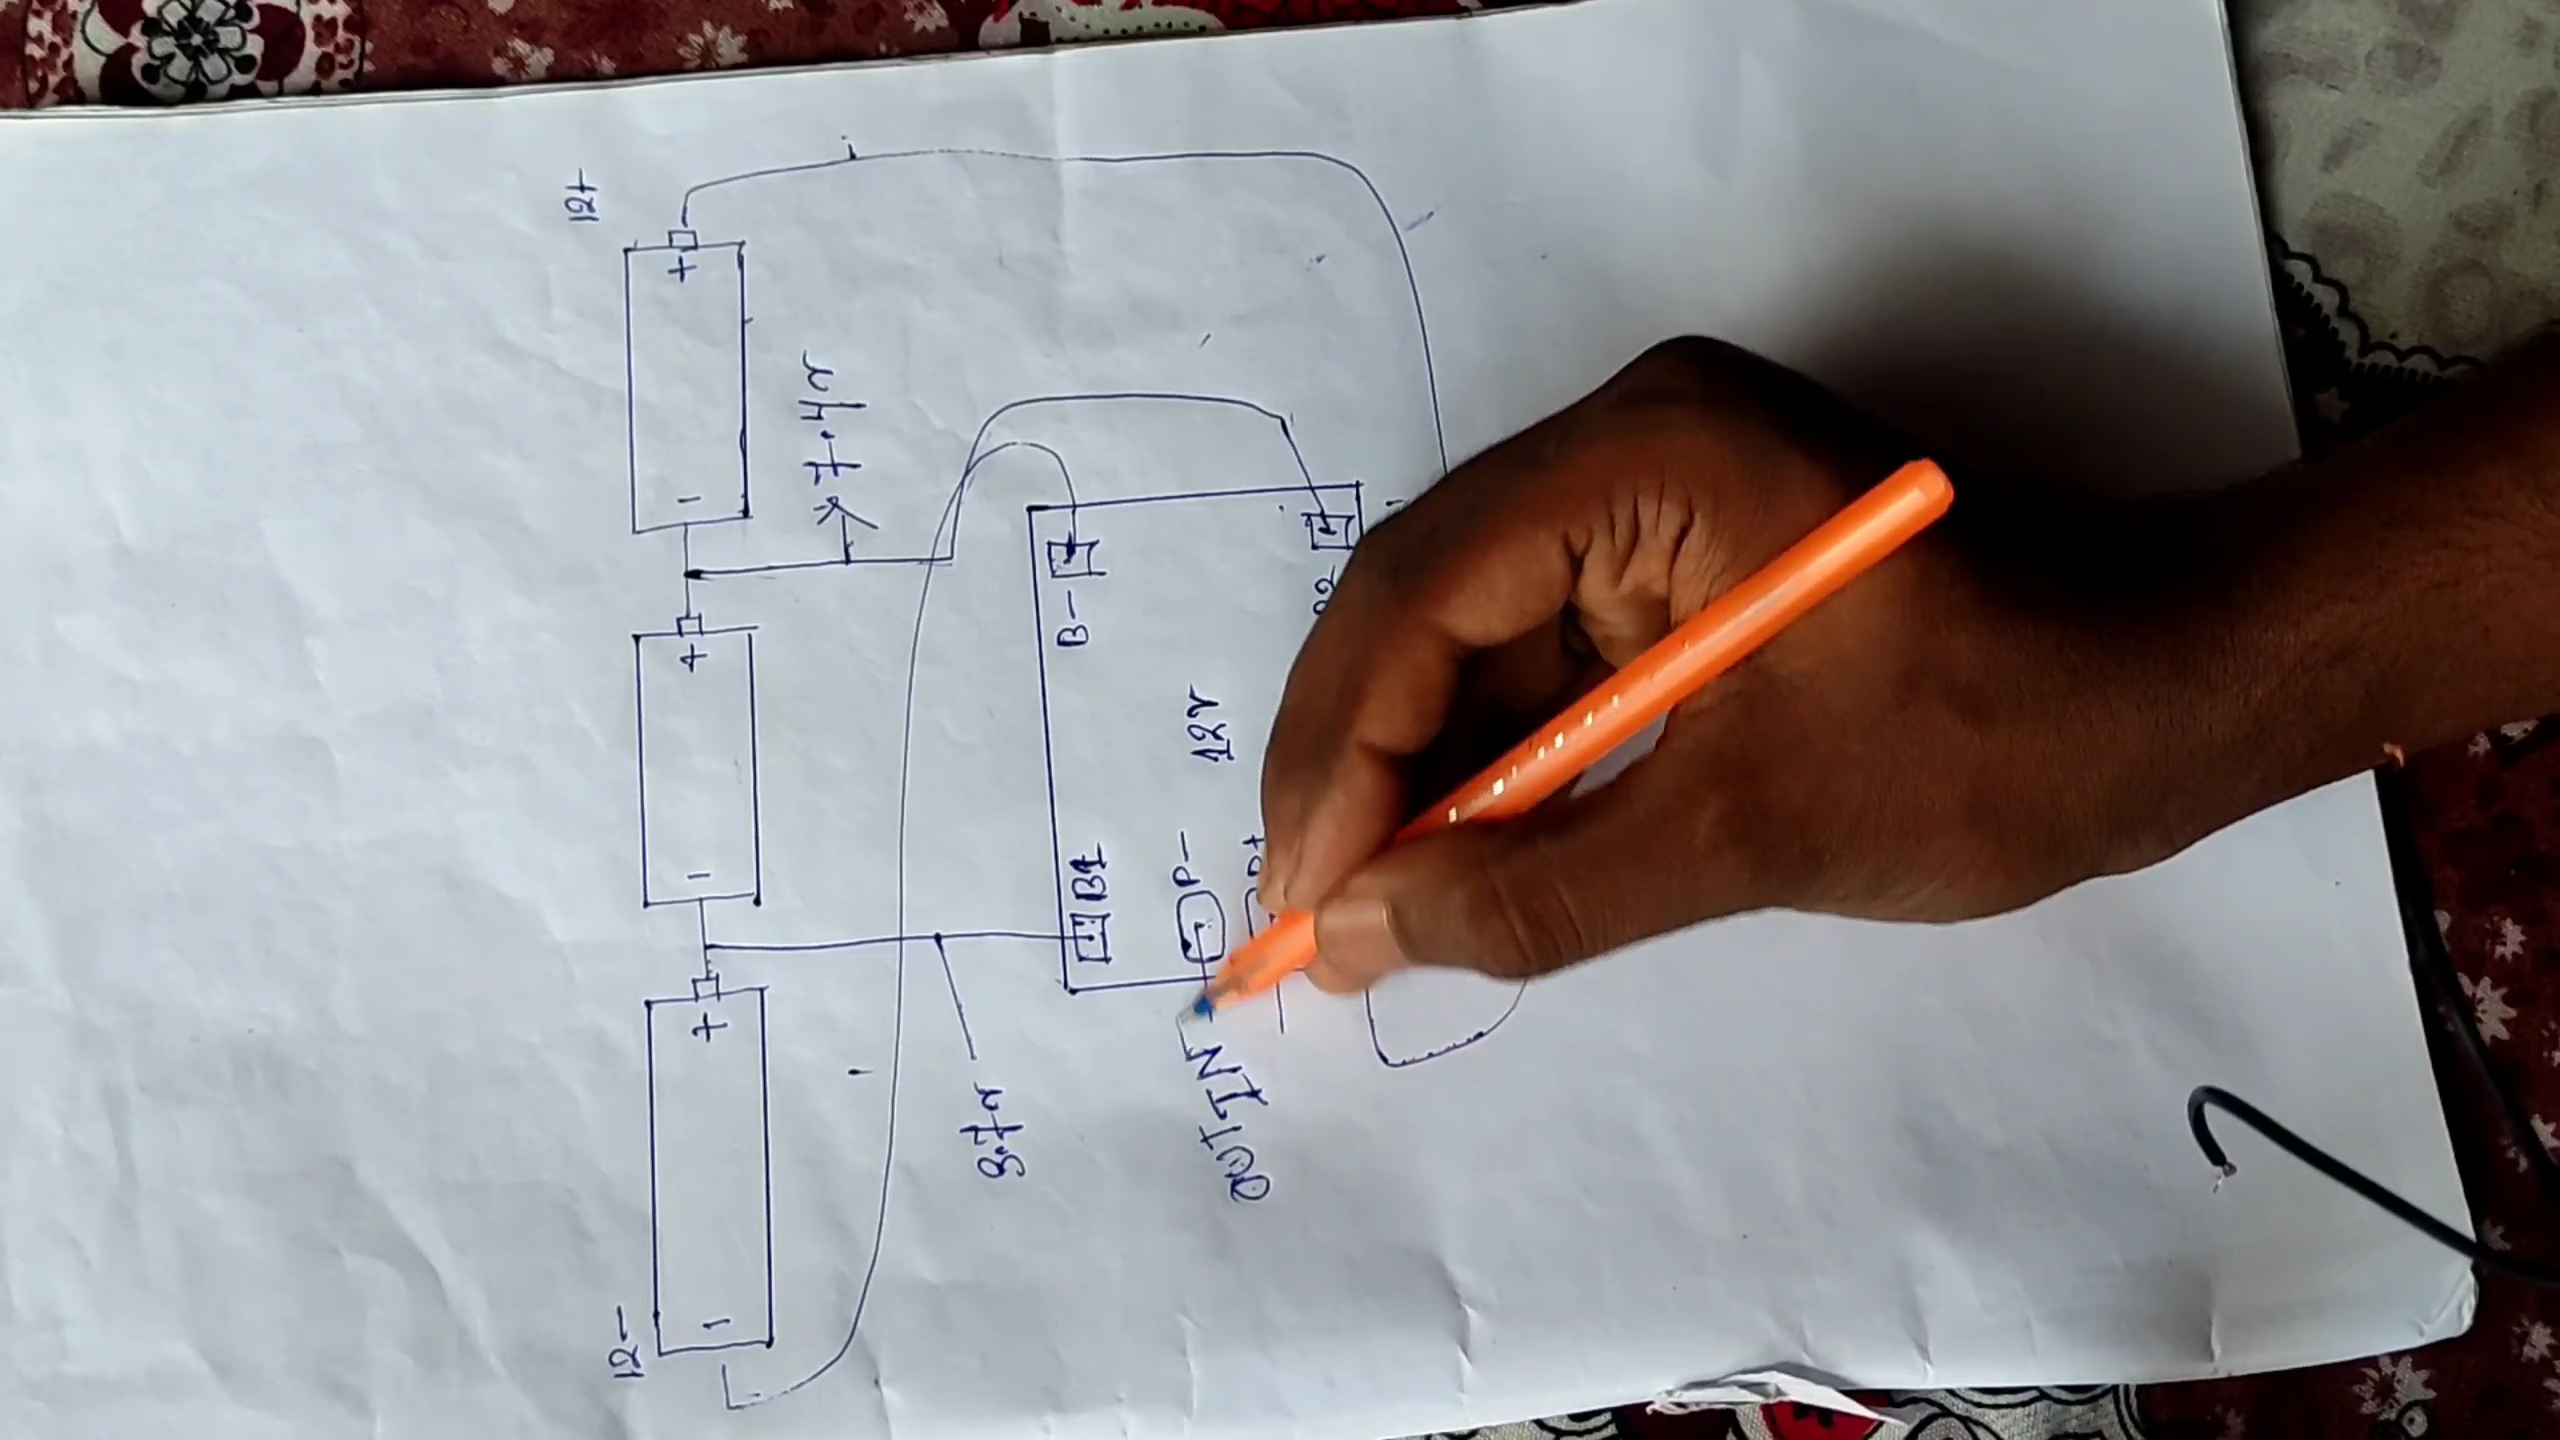 12+
+
-
7.4v
+
-
B-
12v
B1
P-
+
-
3.7v
OUT IN
12-